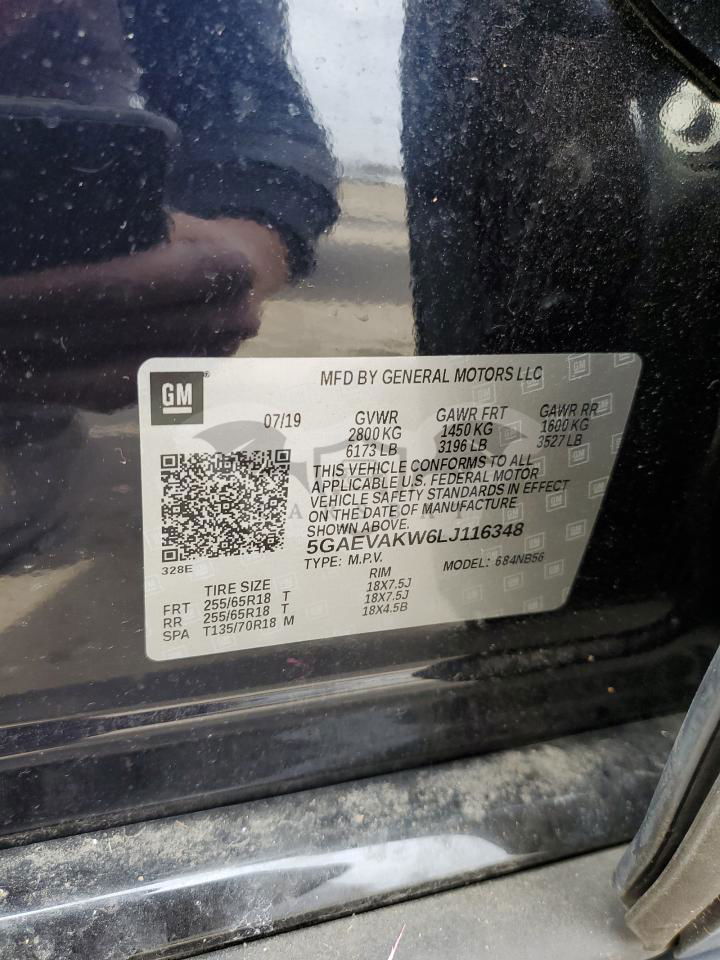 GM
MFD BY GENERAL MOTORS LLC
07/19
GVWR
2800 KG
6173 LB
GAWR FRT
1450 KG
3196 LB
GAWR RR
1600 KG
3527 LB
THIS VEHICLE CONFORMS TO ALL
APPLICABLE U.S. FEDERAL MOTOR
VEHICLE SAFETY STANDARDS IN EFFECT
ON THE DATE OF MANUFACTURE
SHOWN ABOVE.
5GAEVAKW6LJ116348
328E
TYPE: M.P.V.
MODEL: 684NB56
TIRE SIZE RIM
FRT 255/65R18 T 18X7.5J
RR 255/65R18 T 18X7.5J
SPA T135/70R18 M 18X4.5B